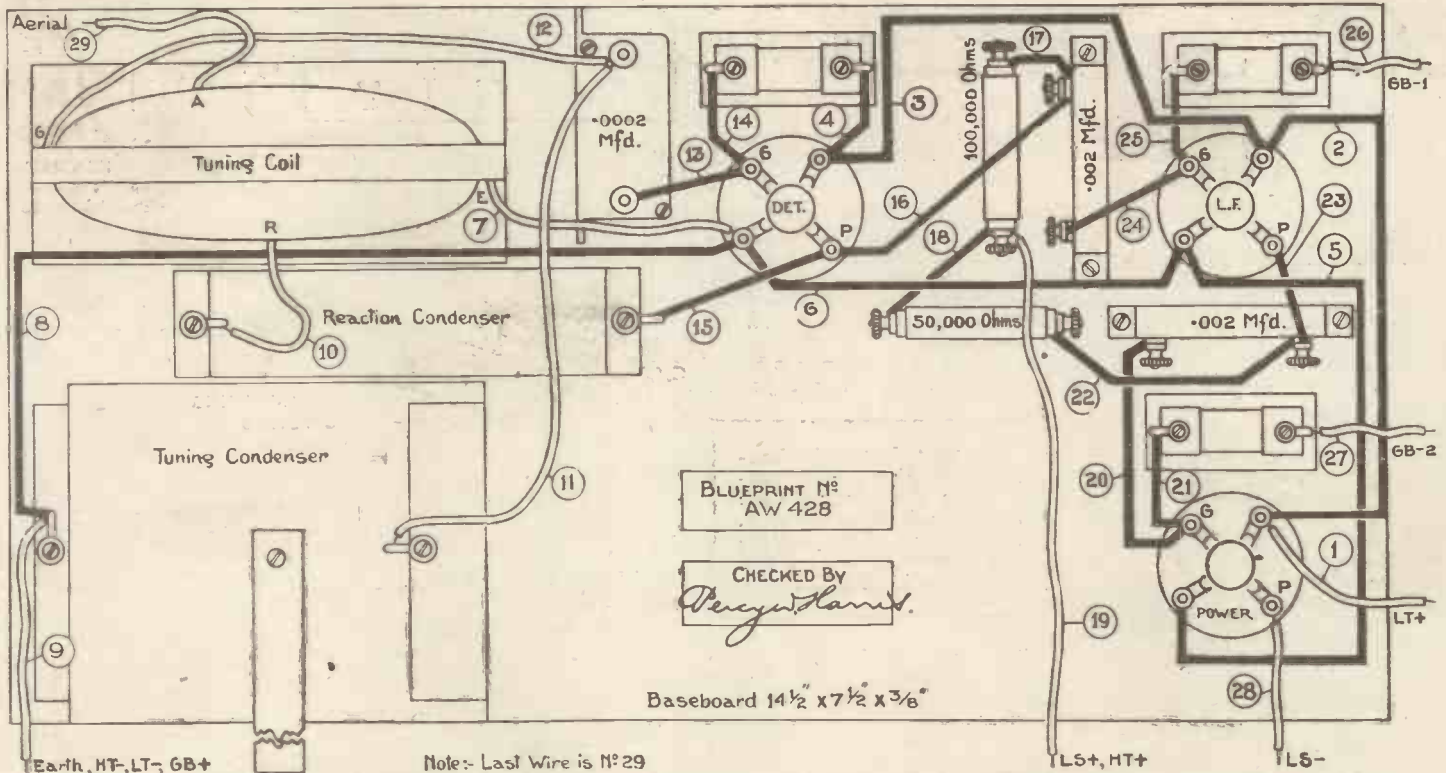 Aerial
29
12
17
26
GB-1
A
G
Tuning Coil
E
R
7
.0002
Mfd.
13
14
4
3
G
DET.
P
16
18
100,000 Ohms
.002 Mfd.
25
G
L.F.
P
2
24
23
5
8
10
Reaction Condenser
15
6
50,000 Ohms
.002 Mfd.
22
Tuning Condenser
11
BLUEPRINT No
AW 428
CHECKED BY
Percy W. Harris.
20
21
27
GB-2
G
P
POWER
1
LT+
9
19
28
Baseboard 14½" x 7½" x 3/8"
Earth, HT-, LT-, GB+
Note:- Last Wire is No 29
LS+, HT+
LS-